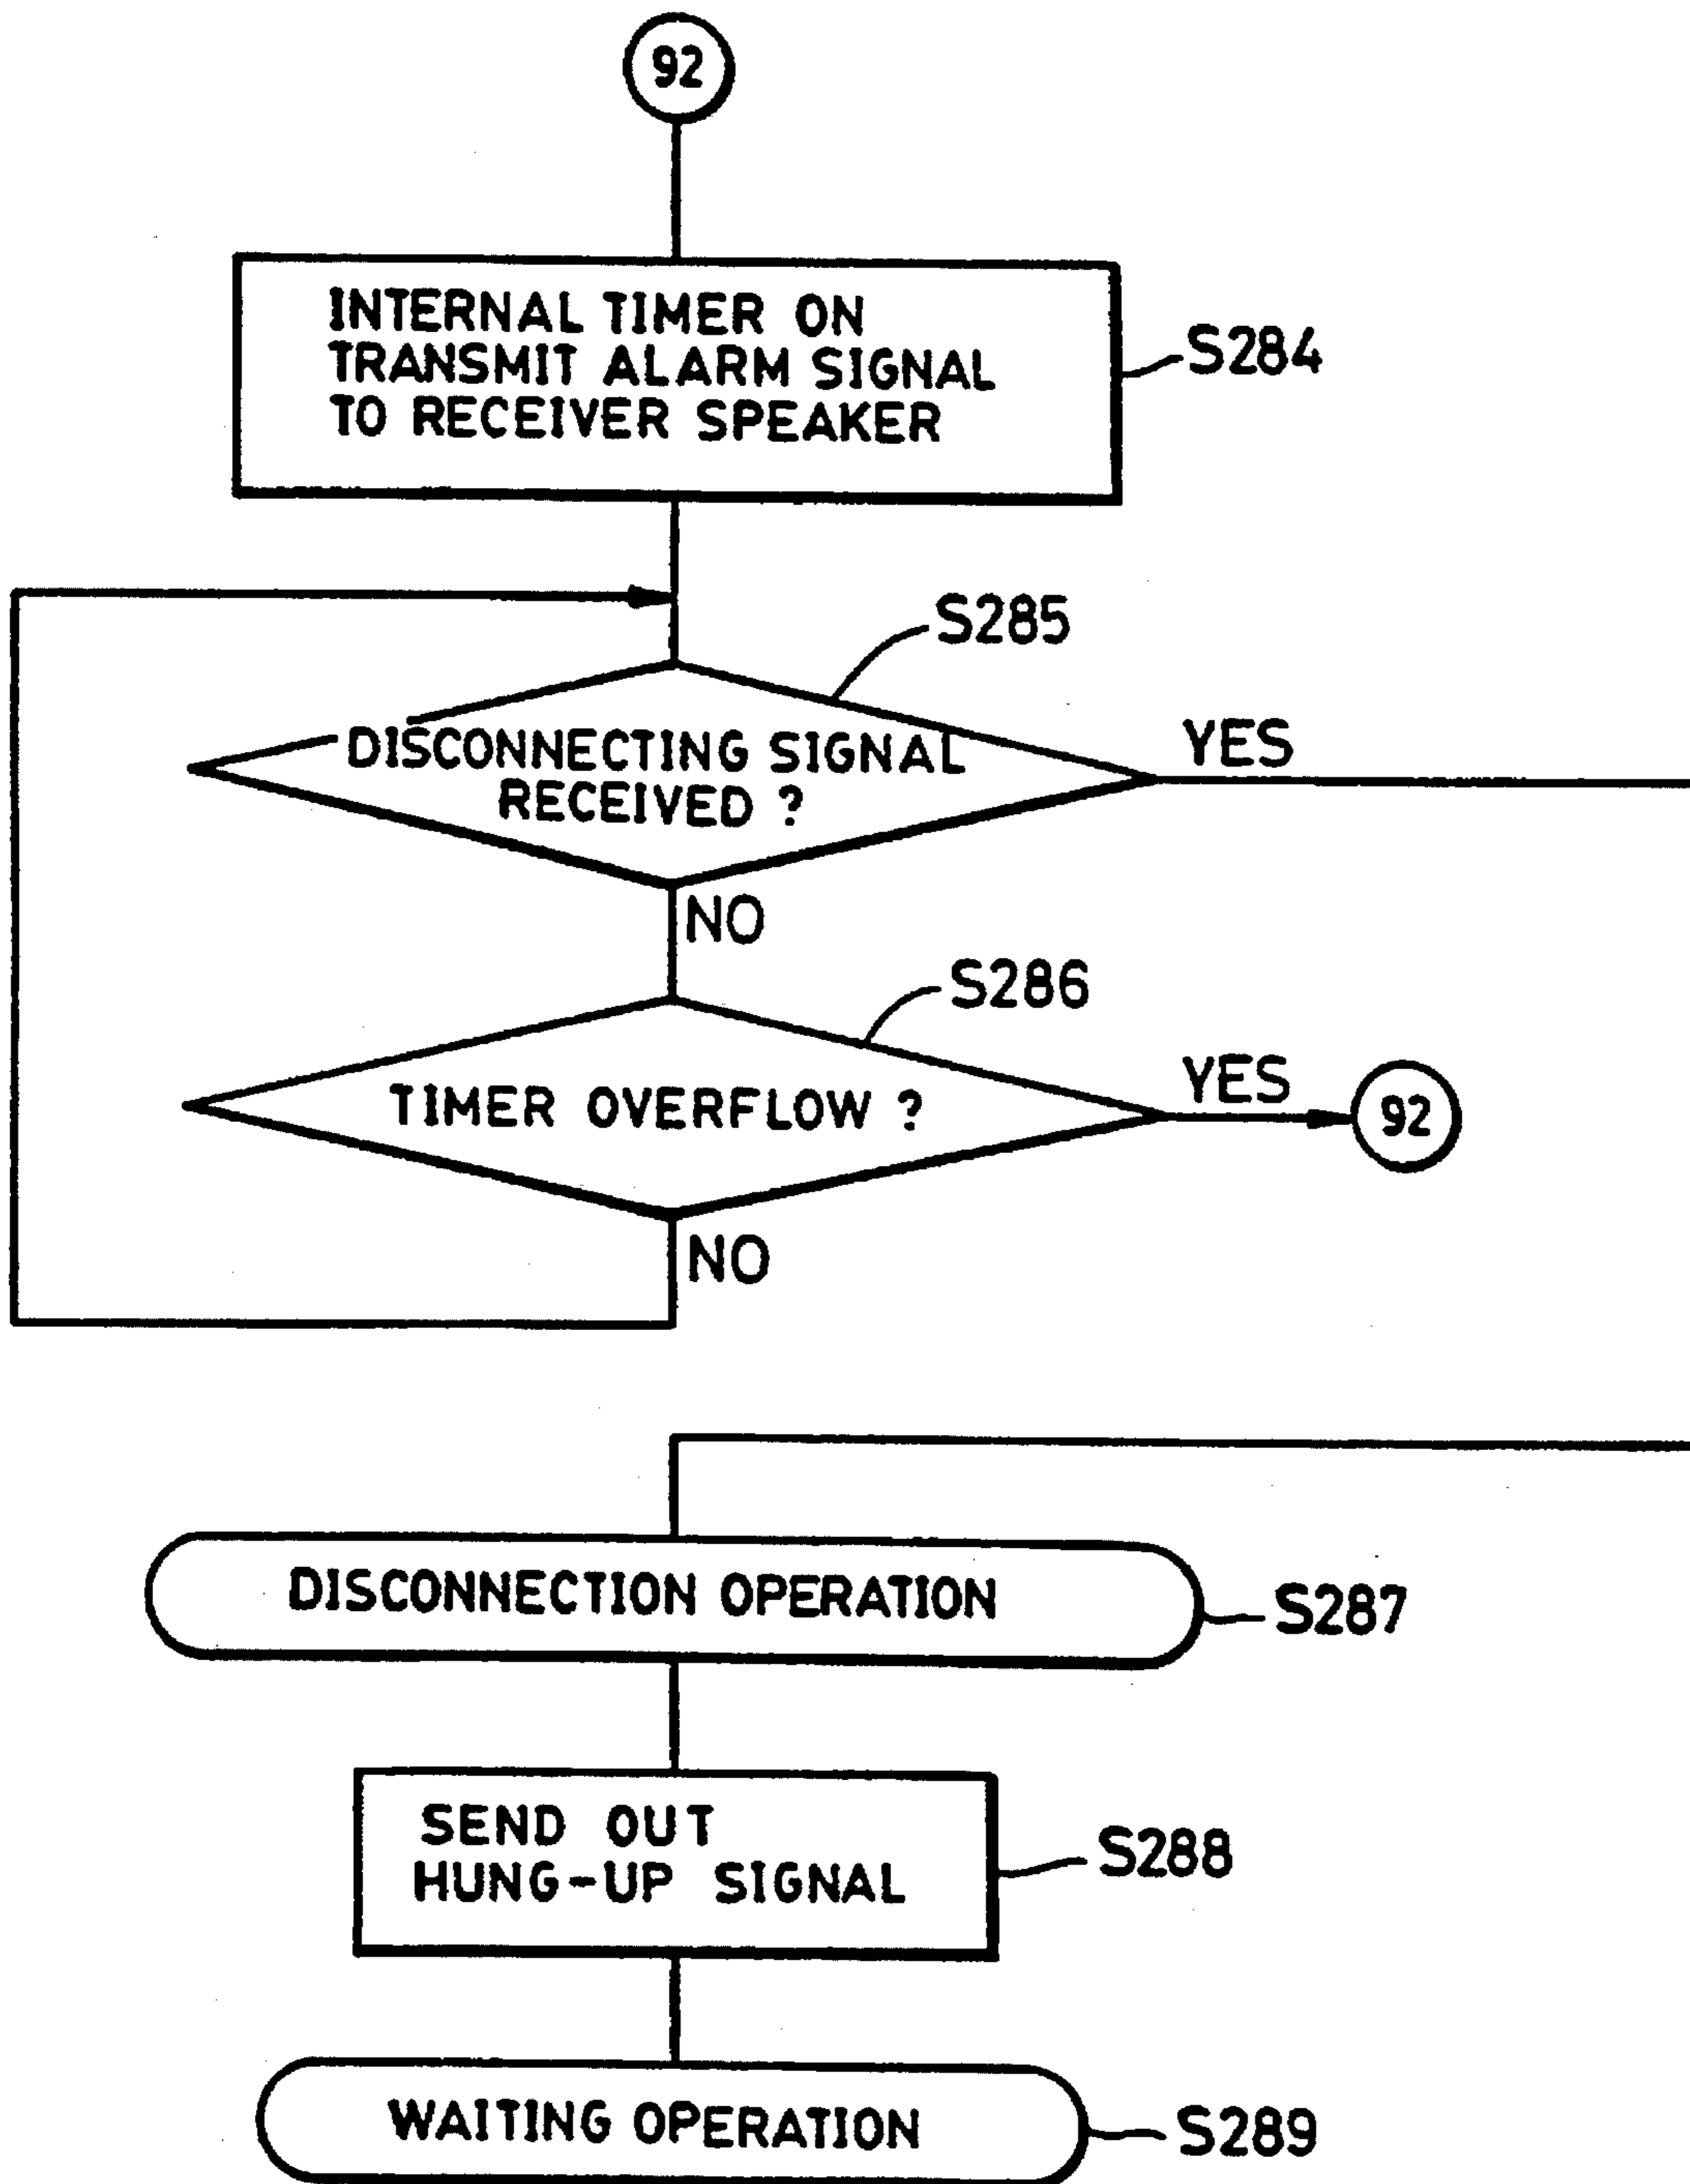 92
INTERNAL TIMER ON
TRANSMIT ALARM SIGNAL
TO RECEIVER SPEAKER
S284
S285
DISCONNECTING SIGNAL
RECEIVED ?
YES
NO
S286
TIMER OVERFLOW ?
YES
92
NO
DISCONNECTION OPERATION
S287
SEND OUT
HUNG-UP SIGNAL
S288
WAITING OPERATION
S289